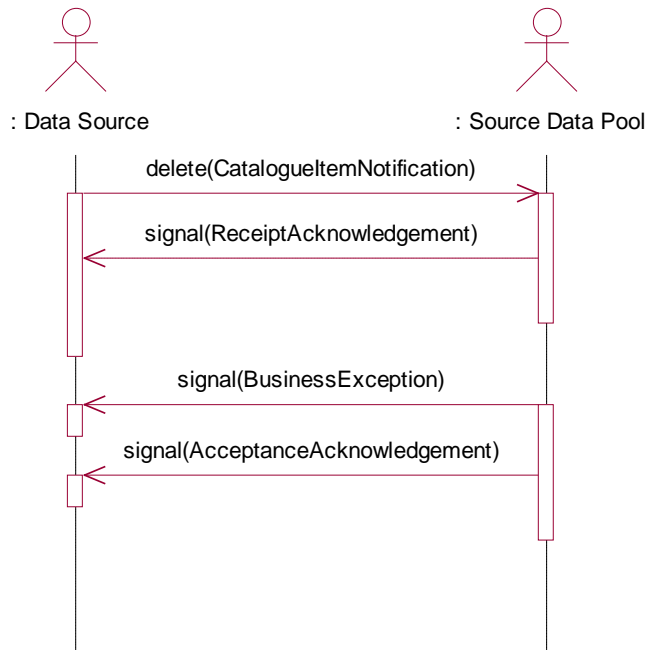 : Data Source
: Source Data Pool
delete(CatalogueItemNotification)
signal(ReceiptAcknowledgement)
signal(BusinessException)
signal(AcceptanceAcknowledgement)